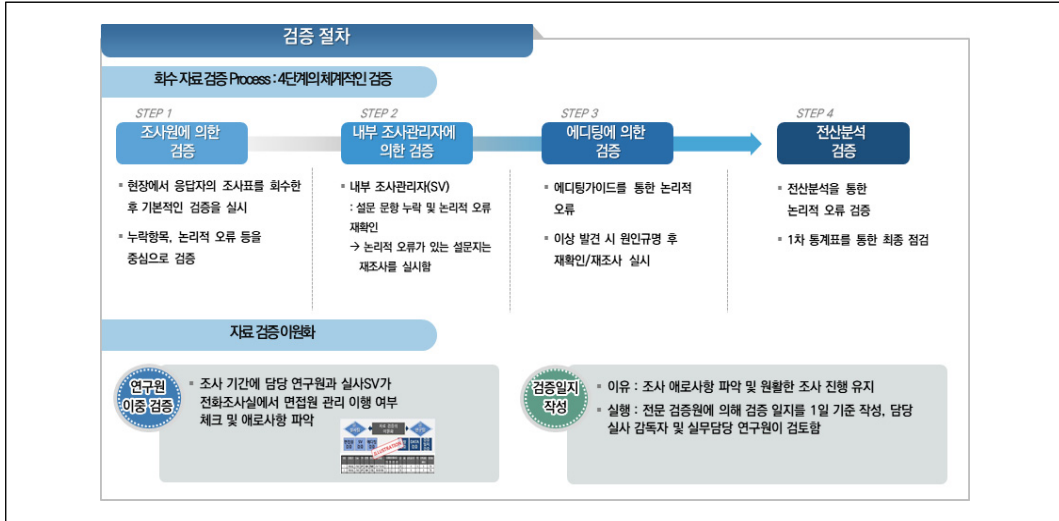 검증 절차
회수 자료 검증 Process : 4단계의 체계적인 검증
STEP 1
조사원에 의한
검증
▪ 현장에서 응답자의 조사표를 회수한
후 기본적인 검증을 실시
▪ 누락항목, 논리적 오류 등을
중심으로 검증
STEP 2
내부 조사관리자에
의한 검증
▪ 내부 조사관리자(SV)
: 설문 문항 누락 및 논리적 오류
재확인
→ 논리적 오류가 있는 설문지는
재조사를 실시함
STEP 3
에디팅에 의한
검증
▪ 에디팅가이드를 통한 논리적
오류
▪ 이상 발견 시 원인규명 후
재확인/재조사 실시
STEP 4
전산분석
검증
▪ 전산분석을 통한
논리적 오류 검증
▪ 1차 통계표를 통한 최종 점검
자료 검증 이원화
연구원
이중 검증
▪ 조사 기간에 담당 연구원과 실사SV가
전화조사실에서 면접원 관리 이행 여부
체크 및 애로사항 파악
ILLUSTRATION
검증일지
작성
▪ 이유 : 조사 애로사항 파악 및 원활한 조사 진행 유지
▪ 실행 : 전문 검증원에 의해 검증 일지를 1일 기준 작성, 담당
실사 감독자 및 실무담당 연구원이 검토함